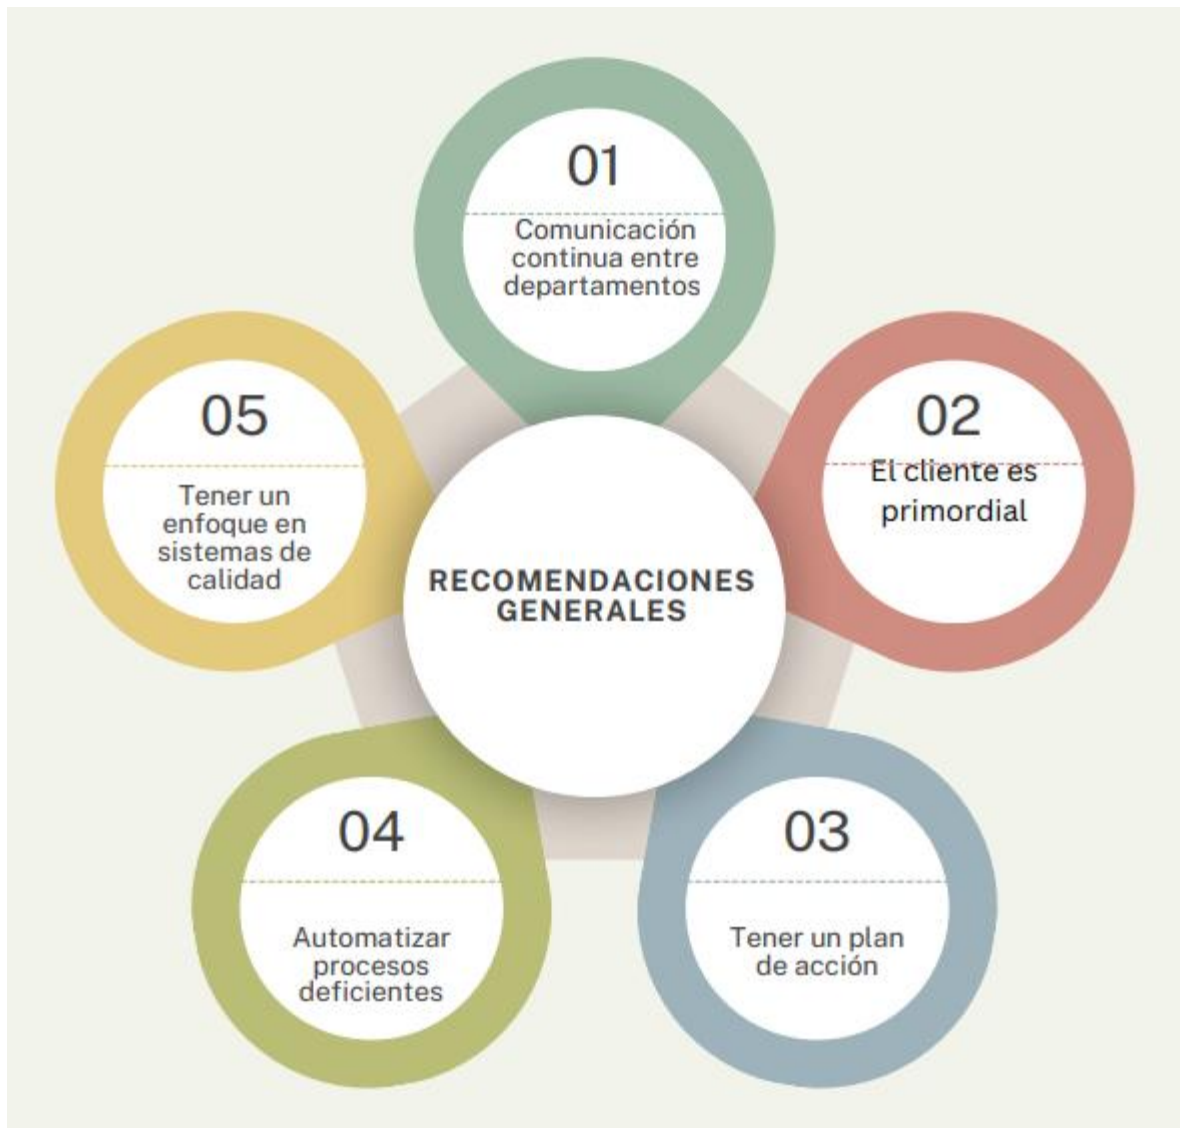 01
Comunicación
continua entre
departamentos
02
El cliente es
primordial
03
Tener un plan
de acción
04
Automatizar
procesos
deficientes
05
Tener un
enfoque en
sistemas de
calidad
RECOMENDACIONES
GENERALES